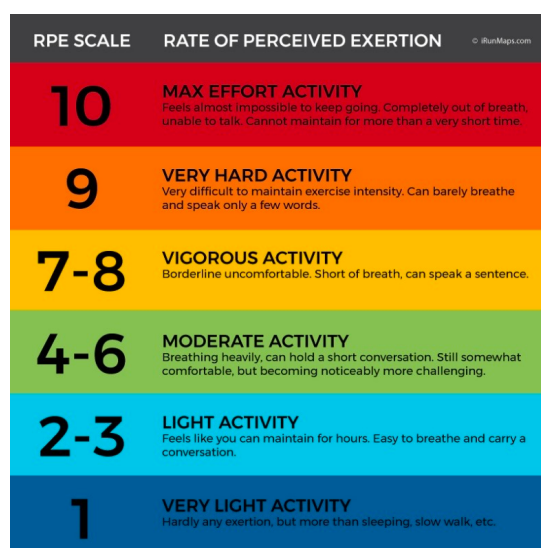 RPE SCALE RATE OF PERCEIVED EXERTION © iRunMaps.com
10
MAX EFFORT ACTIVITY
Feels almost impossible to keep going. Completely out of breath,
unable to talk. Cannot maintain for more than a very short time.
9
VERY HARD ACTIVITY
Very difficult to maintain exercise intensity. Can barely breathe
and speak only a few words.
7-8
VIGOROUS ACTIVITY
Borderline uncomfortable. Short of breath, can speak a sentence.
4-6
MODERATE ACTIVITY
Breathing heavily, can hold a short conversation. Still somewhat
comfortable, but becoming noticeably more challenging.
2-3
LIGHT ACTIVITY
Feels like you can maintain for hours. Easy to breathe and carry a
conversation.
1
VERY LIGHT ACTIVITY
Hardly any exertion, but more than sleeping, slow walk, etc.